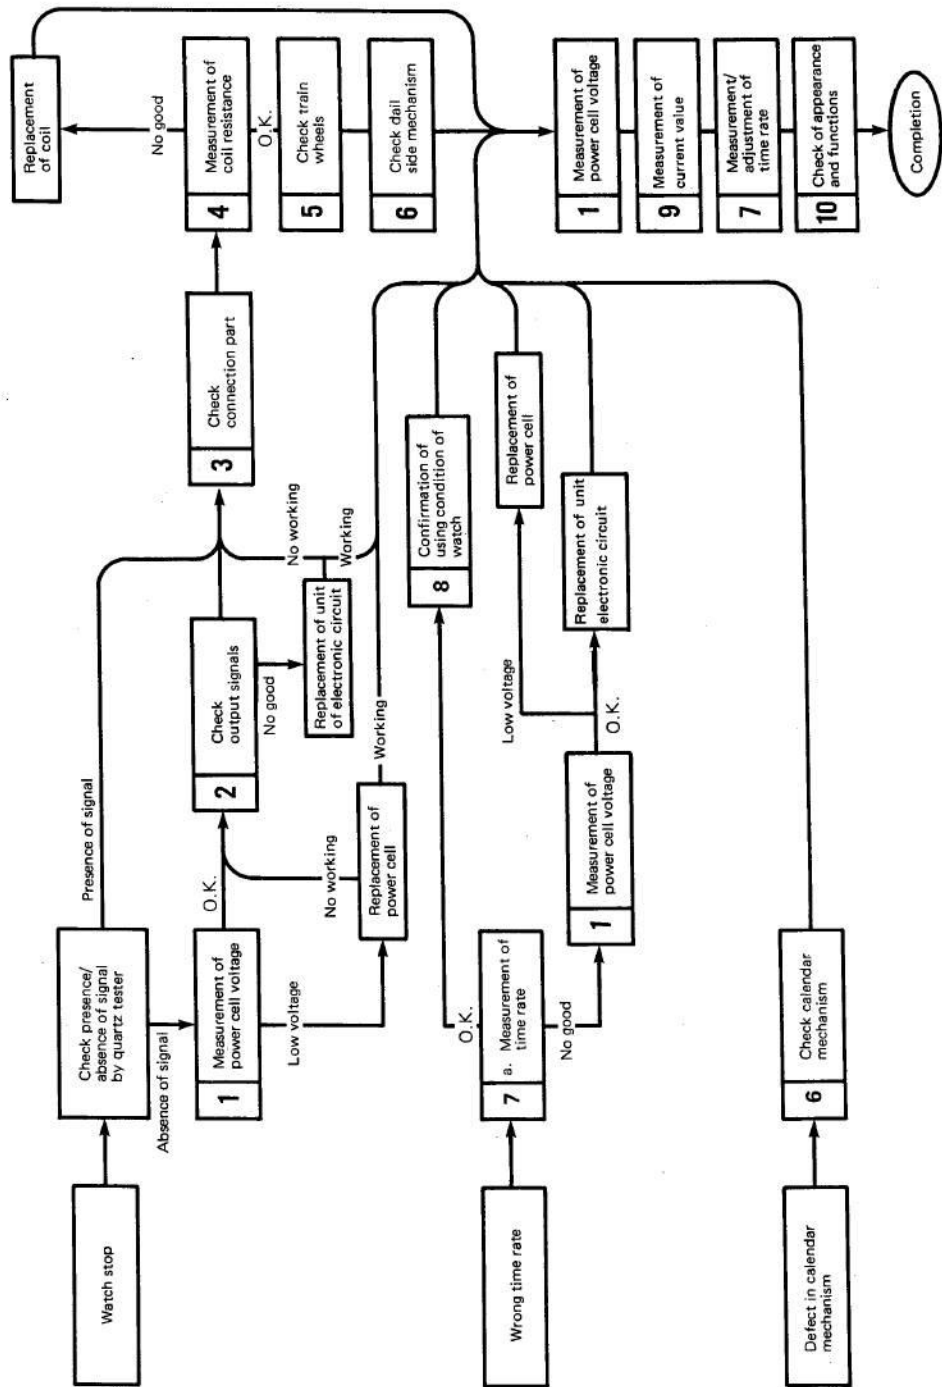 Watch stop
Check presence/
absence of signal
by quartz tester
Presence of signal
Absence of signal
1
Measurement of
power cell voltage
O.K.
Low voltage
No working
Replacement of
power cell
Working
2
Check
output signals
No good
Replacement of unit
of electronic circuit
No working
Working
3
Check
connection part
4
Measurement of
coil resistance
No good
Replacement
of coil
O.K.
5
Check train
wheels
6
Check dail
side mechanism
Wrong time rate
7
a. Measurement of
time rate
O.K.
No good
8
Confirmation of
using condition of
watch
1
Measurement of
power cell voltage
Low voltage
O.K.
Replacement of
power cell
Replacement of unit
electronic circuit
Defect in calendar
mechanism
6
Check calendar
mechanism
1
Measurement of
power cell voltage
9
Measurement of
current value
7
Measurement/
adjustment of
time rate
10
Check of appearance
and functions
Completion